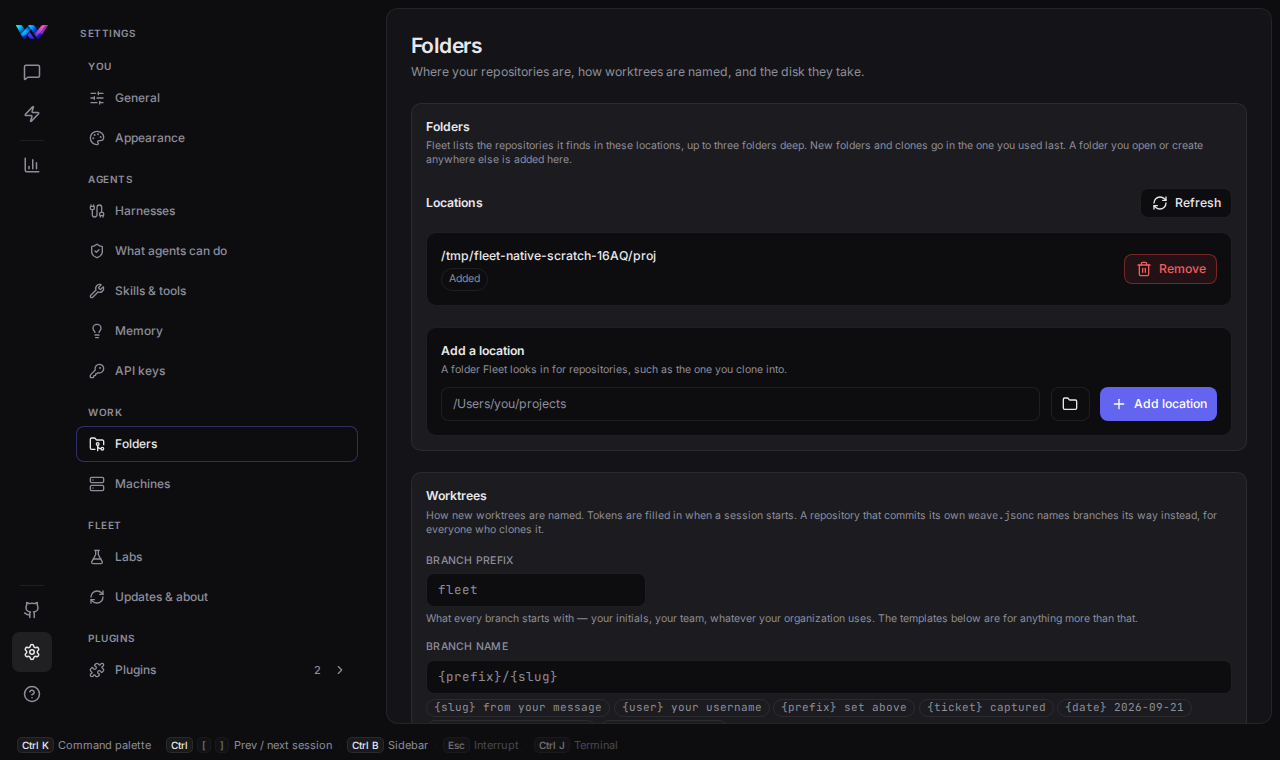 SETTINGS
YOU
General
Appearance
AGENTS
Harnesses
What agents can do
Skills & tools
Memory
API keys
WORK
Folders
Machines
FLEET
Labs
Updates & about
PLUGINS
Plugins 2
Folders
Where your repositories are, how worktrees are named, and the disk they take.
Folders
Fleet lists the repositories it finds in these locations, up to three folders deep. New folders and clones go in the one you used last. A folder you open or create
anywhere else is added here.
Locations
Refresh
/tmp/fleet-native-scratch-16AQ/proj
Added
Remove
Add a location
A folder Fleet looks in for repositories, such as the one you clone into.
/Users/you/projects
Add location
Worktrees
How new worktrees are named. Tokens are filled in when a session starts. A repository that commits its own weave.jsonc names branches its way instead, for
everyone who clones it.
BRANCH PREFIX
fleet
What every branch starts with — your initials, your team, whatever your organization uses. The templates below are for anything more than that.
BRANCH NAME
{prefix}/{slug}
{slug} from your message {user} your username {prefix} set above {ticket} captured {date} 2026-09-21
Ctrl K Command palette Ctrl [ ] Prev / next session Ctrl B Sidebar Esc Interrupt Ctrl J Terminal